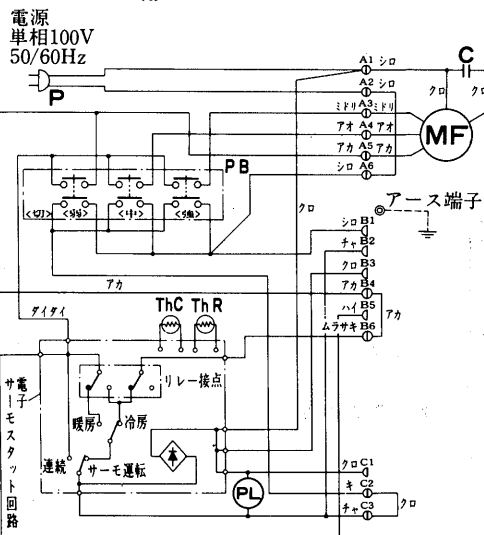 電源
単相100V
50/60Hz
P
A1 シロ
C
A2 シロ
クロ
クロ
ミドリ A3 ミドリ
アオ A4 アオ
アカ A5 アカ
シロ A6
MF
PB
<切>
クロ
アース端子
シロ B1
チャ B2
クロ B3
アカ
アカ B4
ハイ B5
アカ
ムラサキ B6
ダイダイ
ThC ThR
リレー接点
暖房
冷房
連続
サーモ運転
電子サーモスタット回路
PL
クロ C1
キ C2
クロ
チャ C3